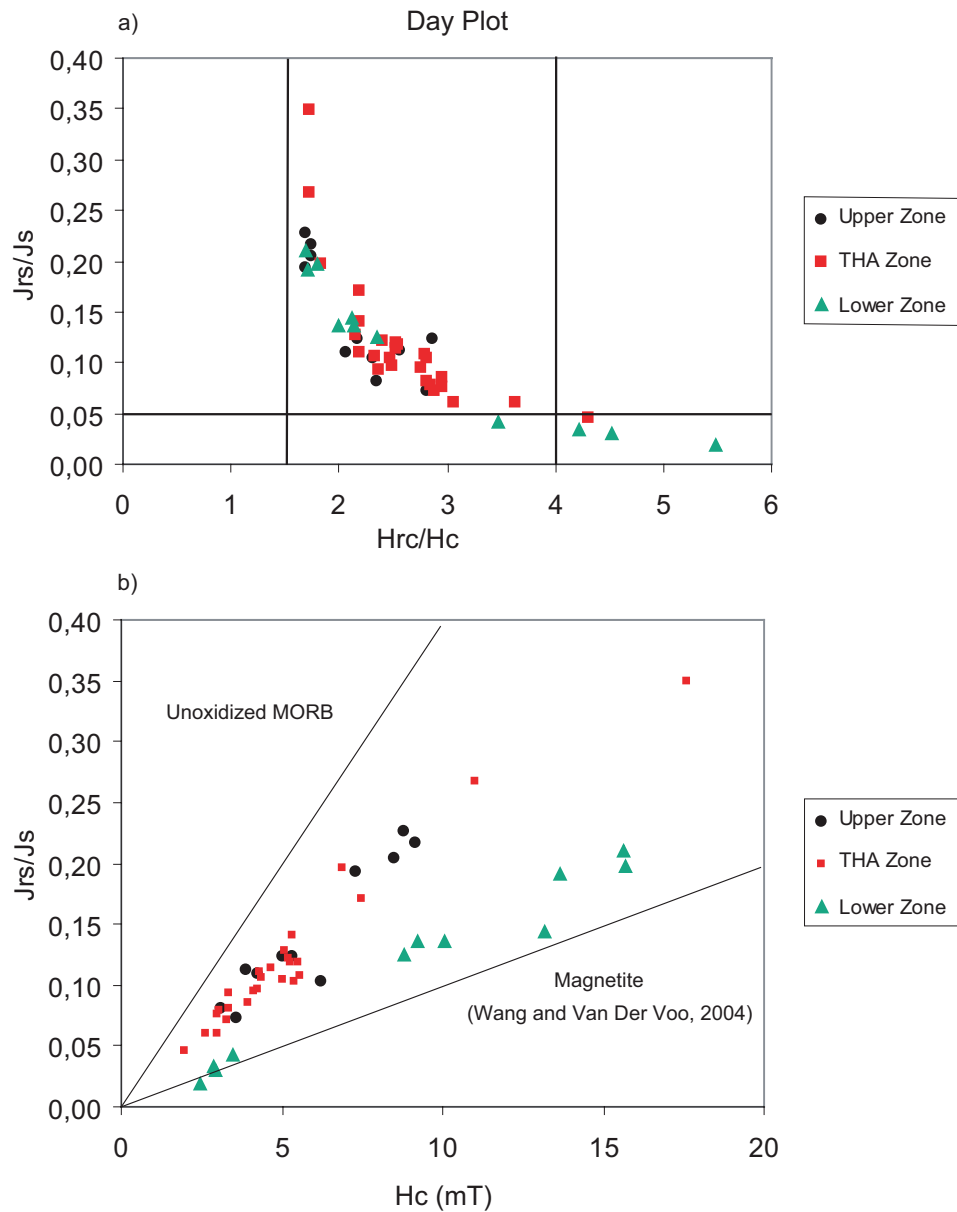 a)
Day Plot
0,40
0,35
0,30
0,25
0,20
0,15
0,10
0,05
0,00
Jrs/Js
0 1 2 3 4 5 6
Hrc/Hc
Upper Zone
THA Zone
Lower Zone
b)
0,40
0,35
0,30
0,25
0,20
0,15
0,10
0,05
0,00
Jrs/Js
Unoxidized MORB
Magnetite
(Wang and Van Der Voo, 2004)
0 5 10 15 20
Hc (mT)
Upper Zone
THA Zone
Lower Zone